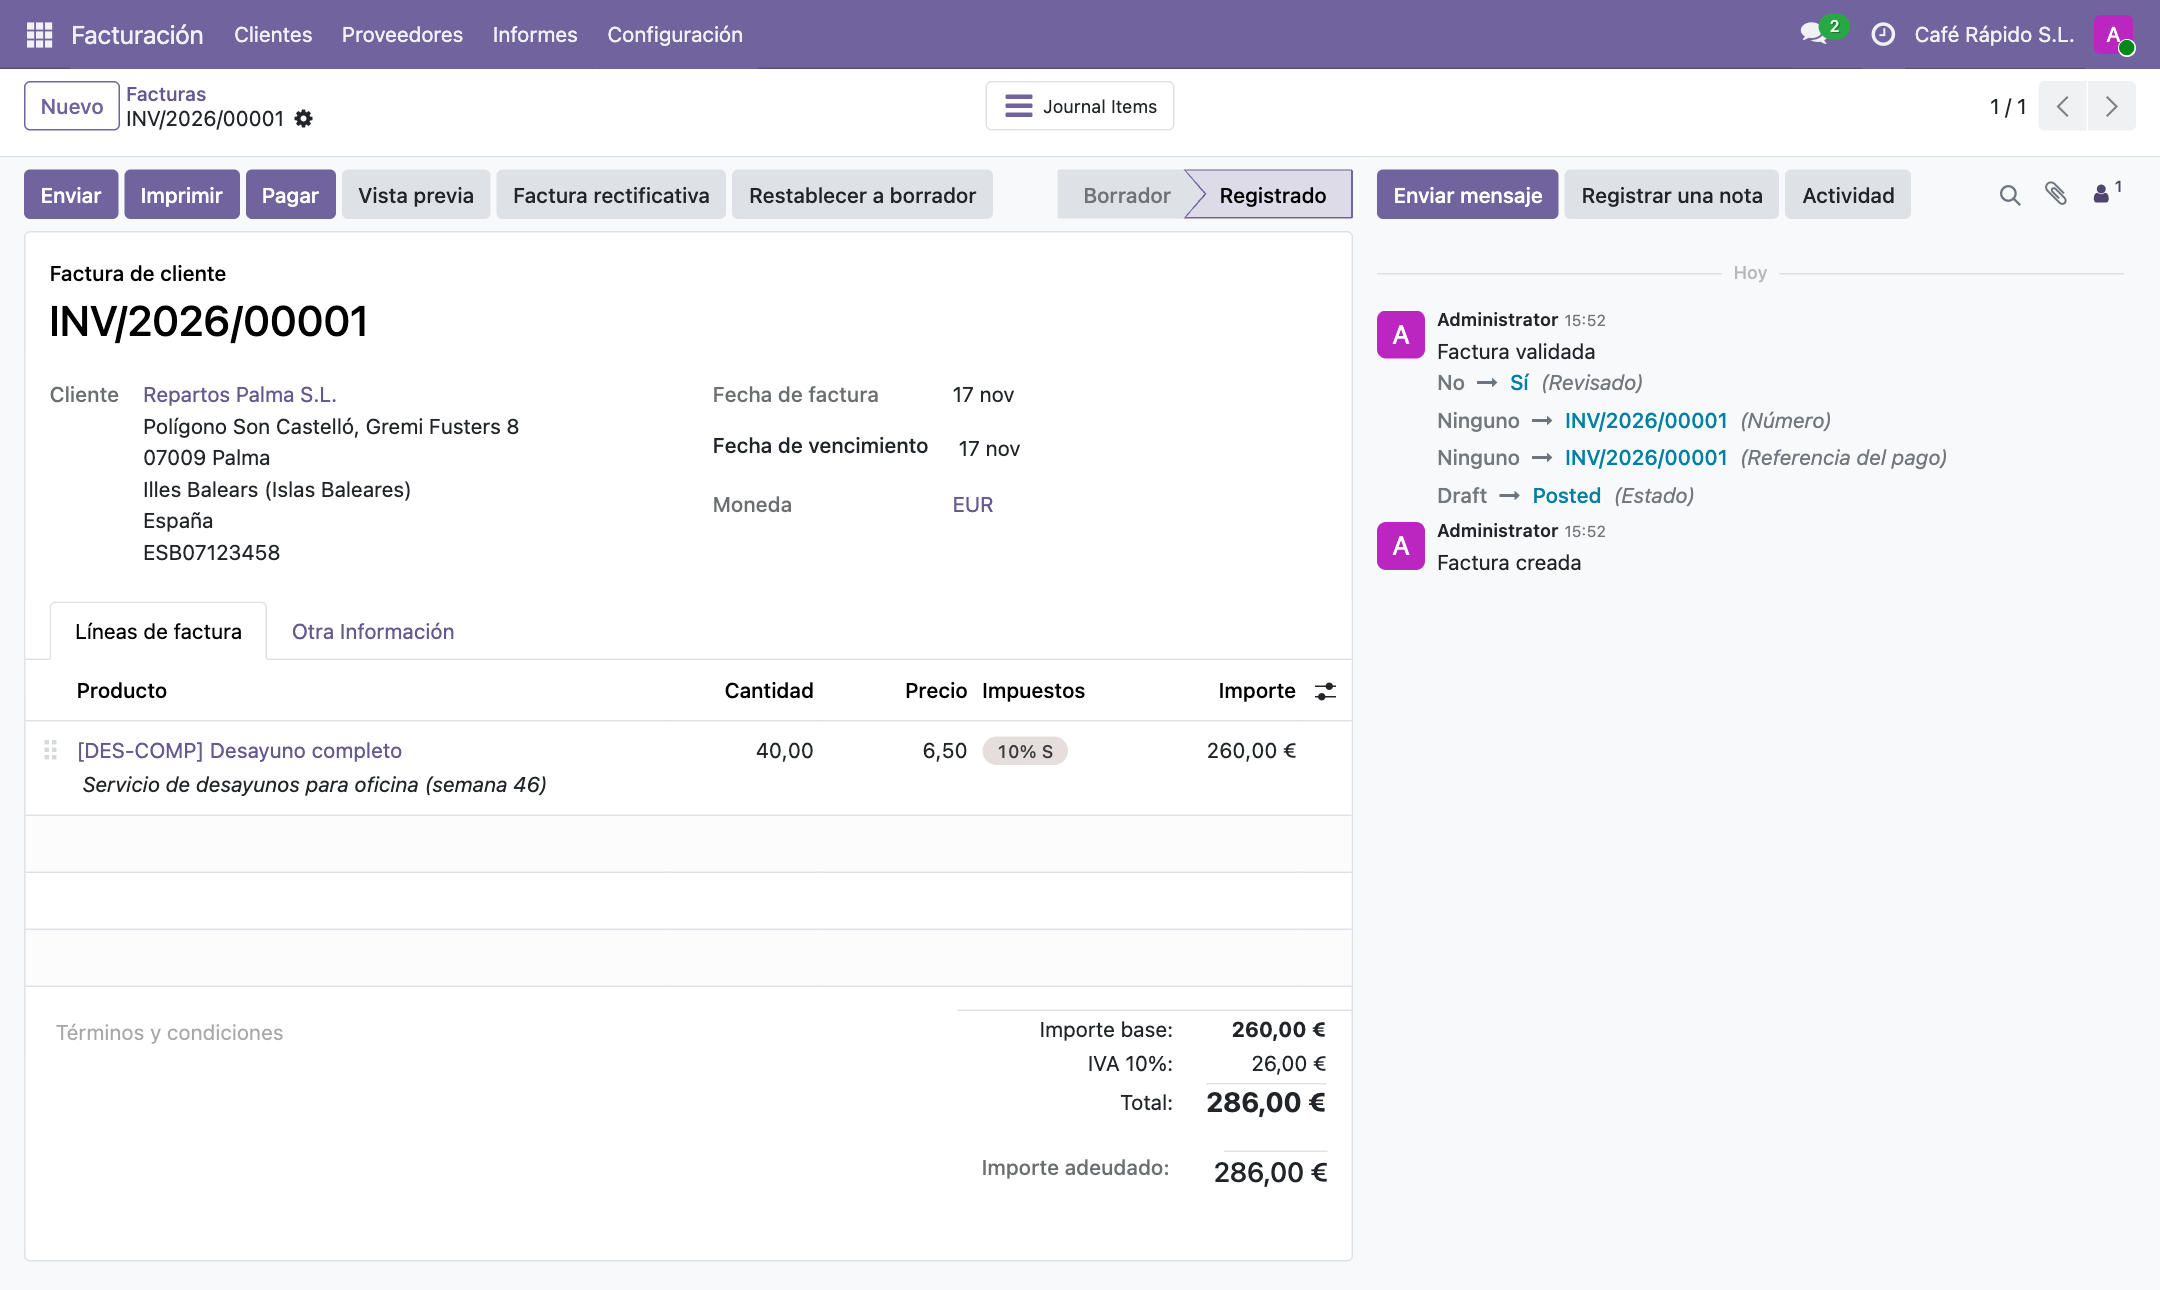 Facturación Clientes Proveedores Informes Configuración 2 Café Rápido S.L. A
Nuevo Facturas
INV/2026/00001
Journal Items
1 / 1
Enviar Imprimir Pagar Vista previa Factura rectificativa Restablecer a borrador Borrador Registrado
Enviar mensaje Registrar una nota Actividad 1
Factura de cliente
INV/2026/00001
Cliente Repartos Palma S.L.
Polígono Son Castelló, Gremi Fusters 8
07009 Palma
Illes Balears (Islas Baleares)
España
ESB07123458
Fecha de factura 17 nov
Fecha de vencimiento 17 nov
Moneda EUR
Líneas de factura Otra Información
Producto Cantidad Precio Impuestos Importe
[DES-COMP] Desayuno completo 40,00 6,50 10% S 260,00 €
Servicio de desayunos para oficina (semana 46)
Términos y condiciones
Importe base: 260,00 €
IVA 10%: 26,00 €
Total: 286,00 €
Importe adeudado: 286,00 €
Hoy
A
Administrator 15:52
Factura validada
No → Sí (Revisado)
Ninguno → INV/2026/00001 (Número)
Ninguno → INV/2026/00001 (Referencia del pago)
Draft → Posted (Estado)
A
Administrator 15:52
Factura creada